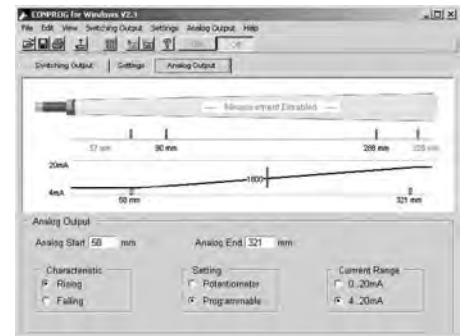 CONPROG for Windows V2.3
File Edit View Switching Output Settings Analog Output Help
Switching Output Settings Analog Output
Measurement Disabled
90 mm 288 mm
20mA
1800
4mA
58 mm 321 mm
Analog Output
Analog Start 58 mm Analog End 321 mm
Characteristic Setting Current Range
Rising Potentiometer 0..20mA
Falling Programmable 4..20mA